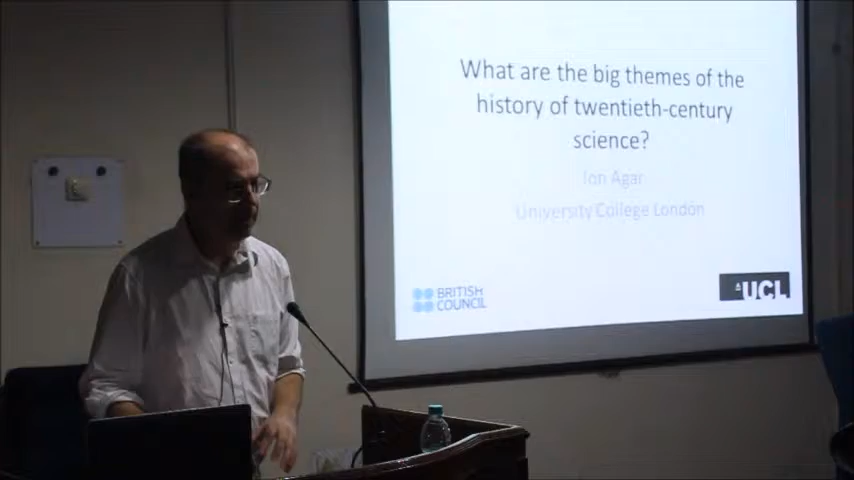 What are the big themes of the
history of twentieth-century
science?
Jon Agar
University College London
BRITISH
COUNCIL
UCL